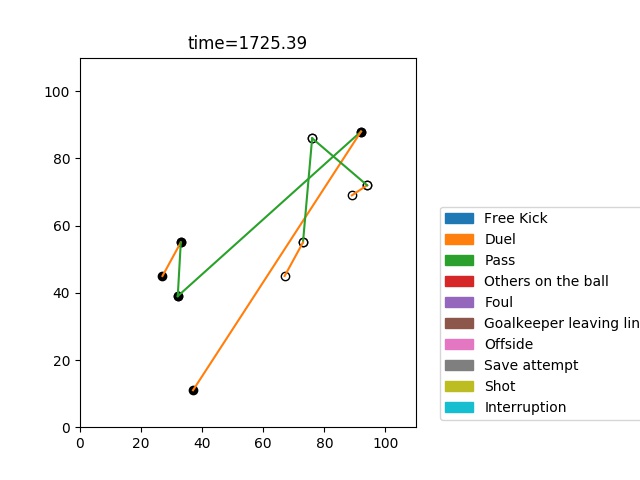 time=1725.39
100
80
60
40
20
0
0 20 40 60 80 100
Free Kick
Duel
Pass
Others on the ball
Foul
Goalkeeper leaving lin
Offside
Save attempt
Shot
Interruption